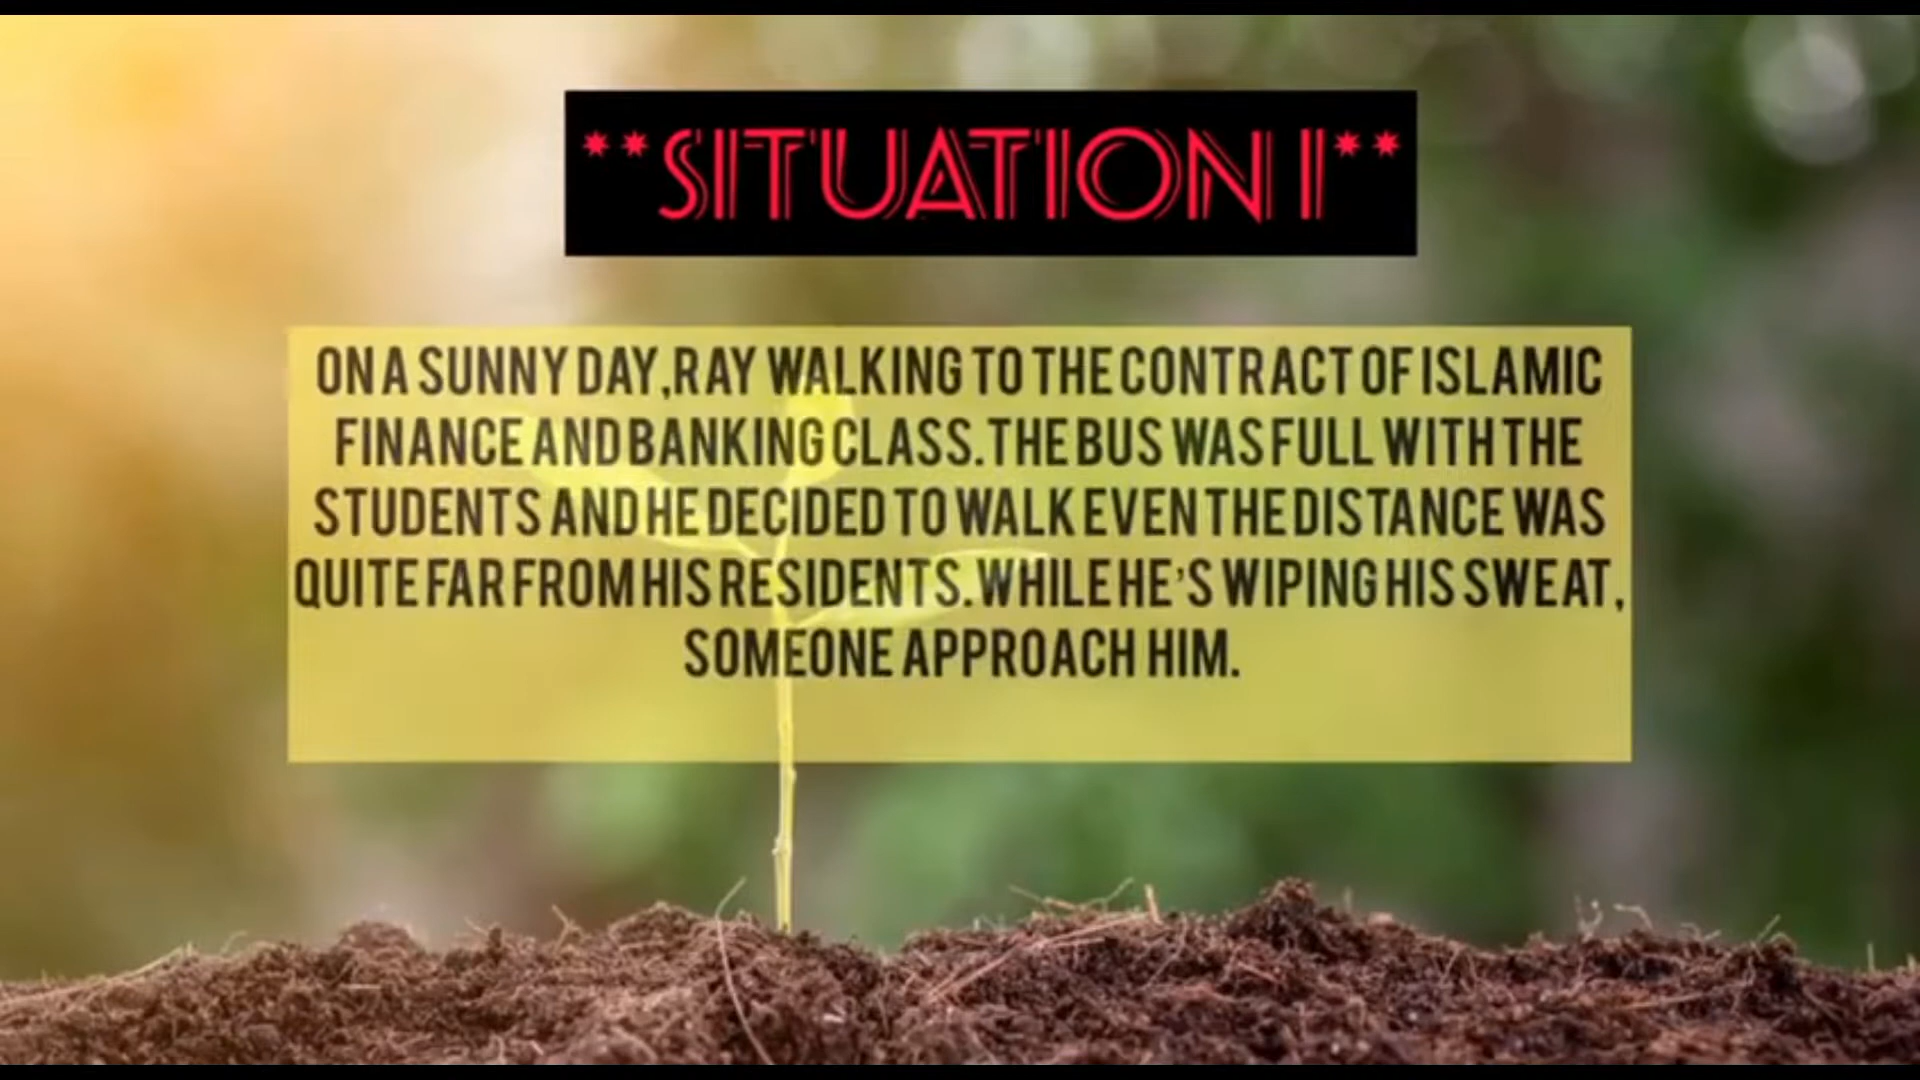 **SITUATION I**
ON A SUNNY DAY,RAY WALKING TO THE CONTRACT OF ISLAMIC
FINANCE AND BANKING CLASS.THE BUS WAS FULL WITH THE
STUDENTS AND HE DECIDED TO WALK EVEN THE DISTANCE WAS
QUITE FAR FROM HIS RESIDENTS.WHILE HE'S WIPING HIS SWEAT,
SOMEONE APPROACH HIM.